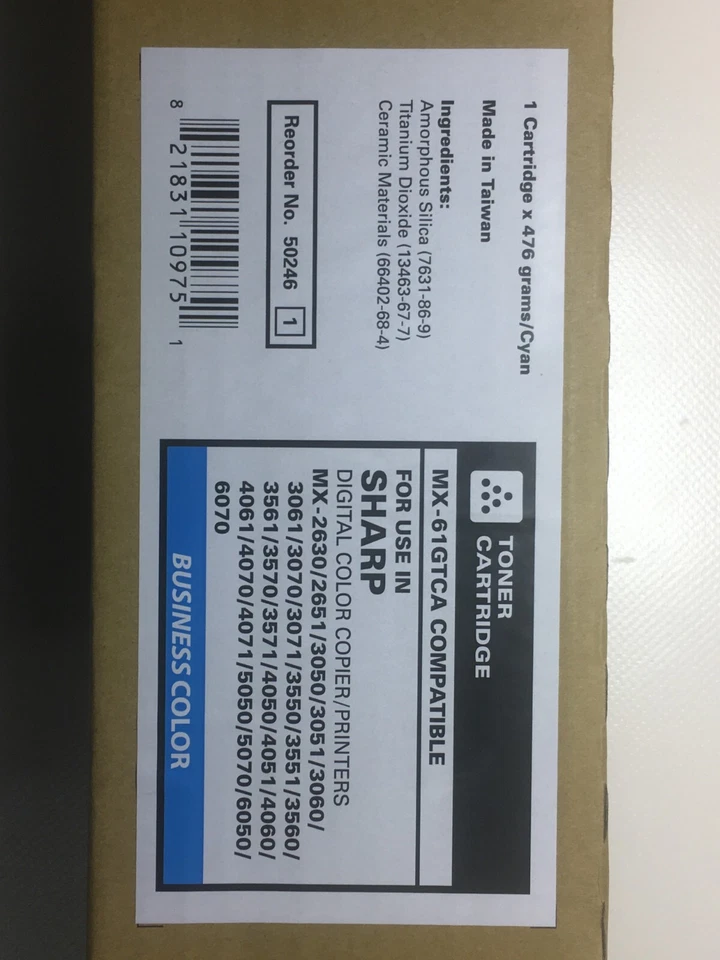 1 Cartridge x 476 grams/Cyan
Made in Taiwan
Ingredients:
Amorphous Silica (7631-86-9)
Titanium Dioxide (13463-67-7)
Ceramic Materials (66402-68-4)
Reorder No. 50246 1
8 21831 10975 1
TONER
CARTRIDGE
MX-61GTCA COMPATIBLE
FOR USE IN
SHARP
DIGITAL COLOR COPIER/PRINTERS
MX-2630/2651/3050/3051/3060/
3061/3070/3071/3550/3551/3560/
3561/3570/3571/4050/4051/4060/
4061/4070/4071/5050/5070/6050/
6070
BUSINESS COLOR